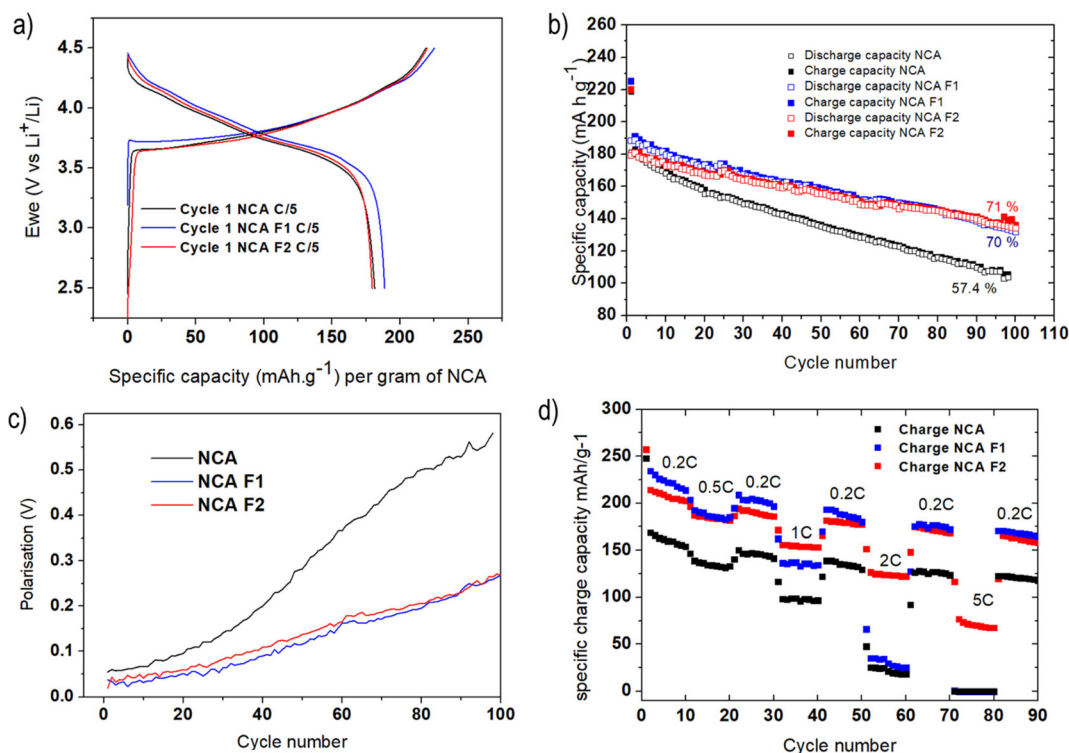 a)
4.5
4.0
3.5
3.0
2.5
Ewe (V vs Li+/Li)
Cycle 1 NCA C/5
Cycle 1 NCA F1 C/5
Cycle 1 NCA F2 C/5
0 50 100 150 200 250
Specific capacity (mAh.g-1) per gram of NCA
b)
260
240
220
200
180
160
140
120
100
80
Specific capacity (mA h.g-1)
Discharge capacity NCA
Charge capacity NCA
Discharge capacity NCA F1
Charge capacity NCA F1
Discharge capacity NCA F2
Charge capacity NCA F2
71 %
70 %
57.4 %
0 10 20 30 40 50 60 70 80 90 100 110
Cycle number
c)
0.6
0.5
0.4
0.3
0.2
0.1
0.0
Polarisation (V)
NCA
NCA F1
NCA F2
0 20 40 60 80 100
Cycle number
d)
300
250
200
150
100
50
0
specific charge capacity mAh/g-1
Charge NCA
Charge NCA F1
Charge NCA F2
0.2C
0.5C
0.2C
1C
0.2C
2C
0.2C
5C
0.2C
0 10 20 30 40 50 60 70 80 90
Cycle number